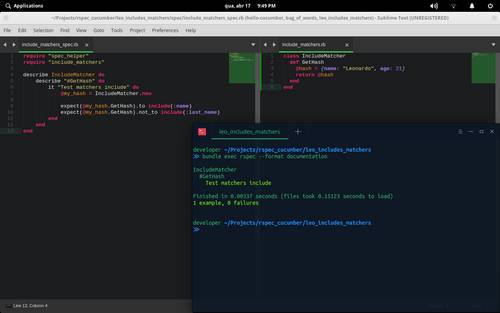 Applications
qua, abr 17
9:49 PM
~/Projects/rspec_cucumber/leo_includes_matchers/spec/include_matchers_spec.rb (hello-cucumber, bag_of_words, leo_includes_matchers) - Sublime Text (UNREGISTERED)
File Edit Selection Find View Goto Tools Project Preferences Help
include_matchers_spec.rb
include_matchers.rb
1 require "spec_helper"
2 require "include_matchers"
3
4 describe IncludeMatcher do
5 describe "#GetHash" do
6 it "Test matchers include" do
7 @my_hash = IncludeMatcher.new
8
9 expect(@my_hash.GetHash).to include(:name)
10 expect(@my_hash.GetHash).not_to include(:last_name)
11 end
12 end
13 end
1 class IncludeMatcher
2 def GetHash
3 @hash = {name: "Leonardo", age: 21}
4 return @hash
5 end
6 end
leo_includes_matchers
developer ~/Projects/rspec_cucumber/leo_includes_matchers
≫ bundle exec rspec --format documentation
IncludeMatcher
#GetHash
Test matchers include
Finished in 0.00337 seconds (files took 0.15123 seconds to load)
1 example, 0 failures
developer ~/Projects/rspec_cucumber/leo_includes_matchers
≫
Line 13, Column 4